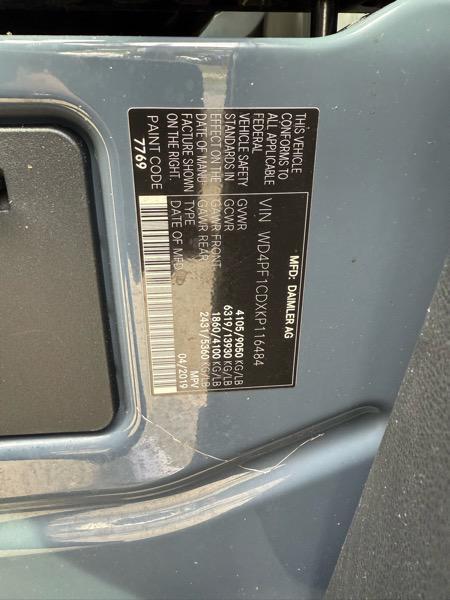 MFD: DAIMLER AG
VIN WD4PF1CDXKP116484
GVWR 4105/9050 KG/LB
GCWR 6319/13930 KG/LB
GAWR FRONT 1860/4100 KG/LB
GAWR REAR 2431/5360 KG/LB
TYPE MPV
DATE OF MFD 04/2019
THIS VEHICLE
CONFORMS TO
ALL APPLICABLE
FEDERAL
VEHICLE SAFETY
STANDARDS IN
EFFECT ON THE
DATE OF MANU
FACTURE SHOWN
ON THE RIGHT.
PAINT CODE
7769